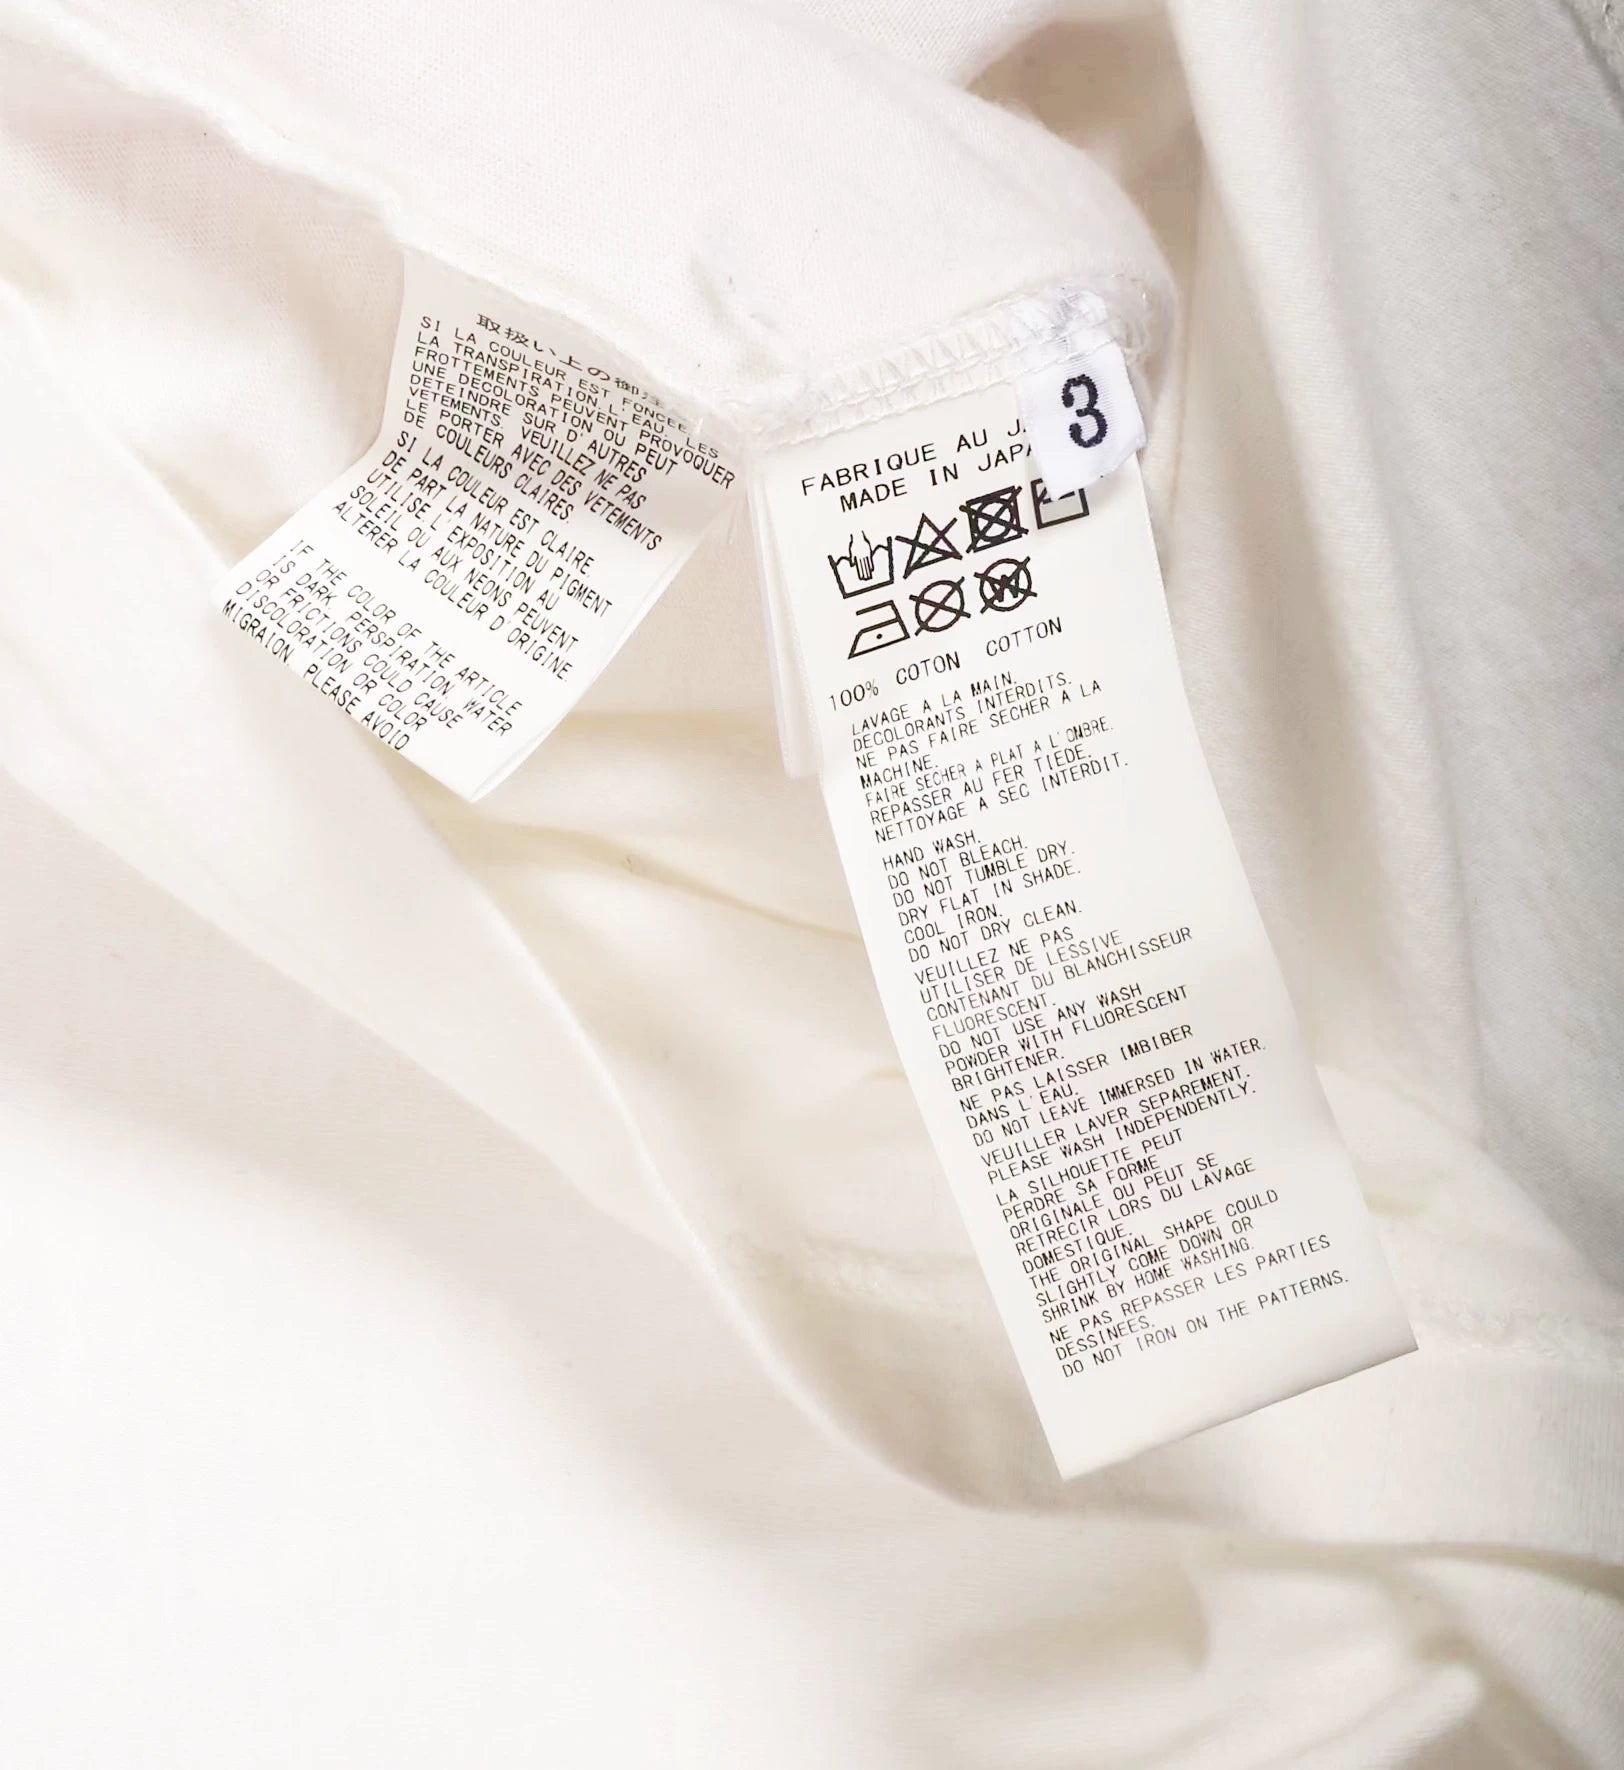 取扱い上の御注
SI LA COULEUR EST FONCEE,
LA TRANSPIRATION,L'EAU, LES
FROTTEMENTS PEUVENT PROVOQUER
UNE DECOLORATION OU PEUT
DETEINDRE SUR D'AUTRES
VETEMENTS. VEUILLEZ NE PAS
LE PORTER AVEC DES VETEMENTS
DE COULEURS CLAIRES.
SI LA COULEUR EST CLAIRE,
DE PART LA NATURE DU PIGMENT
UTILISE L'EXPOSITION AU
SOLEIL OU AUX NEONS PEUVENT
ALTERER LA COULEUR D'ORIGINE
IF THE COLOR OF THE ARTICLE
IS DARK, PERSPIRATION, WATER
OR FRICTIONS COULD CAUSE
DISCOLORATION OR COLOR
MIGRAION. PLEASE AVOID
3
FABRIQUE AU J
MADE IN JAPA
W
100% COTON COTTON
LAVAGE A LA MAIN.
DECOLORANTS INTERDITS.
NE PAS FAIRE SECHER A LA
MACHINE.
FAIRE SECHER A PLAT A L'OMBRE.
REPASSER AU FER TIEDE.
NETTOYAGE A SEC INTERDIT.
HAND WASH.
DO NOT BLEACH.
DO NOT TUMBLE DRY.
DRY FLAT IN SHADE.
COOL IRON.
DO NOT DRY CLEAN.
VEUILLEZ NE PAS
UTILISER DE LESSIVE
CONTENANT DU BLANCHISSEUR
FLUORESCENT.
DO NOT USE ANY WASH
POWDER WITH FLUORESCENT
BRIGHTENER.
NE PAS LAISSER IMBIBER
DANS L'EAU.
DO NOT LEAVE IMMERSED IN WATER.
VEUILLER LAVER SEPAREMENT.
PLEASE WASH INDEPENDENTLY.
LA SILHOUETTE PEUT
PERDRE SA FORME
ORIGINALE OU PEUT SE
RETRECIR LORS DU LAVAGE
DOMESTIQUE.
THE ORIGINAL SHAPE COULD
SLIGHTLY COME DOWN OR
SHRINK BY HOME WASHING.
NE PAS REPASSER LES PARTIES
DESSINEES.
DO NOT IRON ON THE PATTERNS.